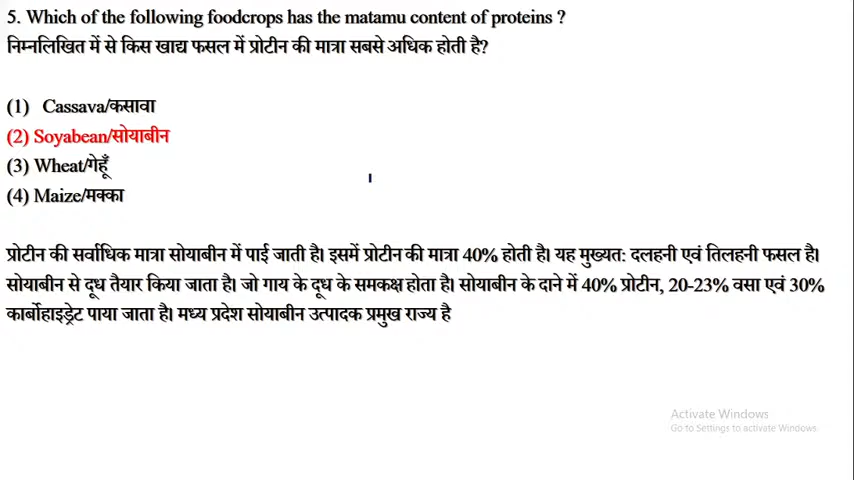 5. Which of the following foodcrops has the matamu content of proteins ?
निम्नलिखित में से किस खाद्य फसल में प्रोटीन की मात्रा सबसे अधिक होती है?
(1) Cassava/कसावा
(2) Soyabean/सोयाबीन
(3) Wheat/गेहूँ
(4) Maize/मक्का
प्रोटीन की सर्वाधिक मात्रा सोयाबीन में पाई जाती है। इसमें प्रोटीन की मात्रा 40% होती है। यह मुख्यत: दलहनी एवं तिलहनी फसल है।
सोयाबीन से दूध तैयार किया जाता है। जो गाय के दूध के समकक्ष होता है। सोयाबीन के दाने में 40% प्रोटीन, 20-23% वसा एवं 30%
कार्बोहाइड्रेट पाया जाता है। मध्य प्रदेश सोयाबीन उत्पादक प्रमुख राज्य है
Activate Windows
Go to Settings to activate Windows.